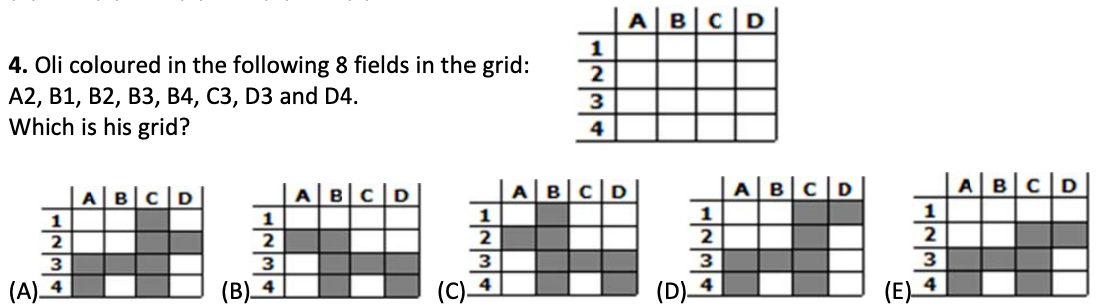 A B C D
1
2
3
4
4. Oli coloured in the following 8 fields in the grid:
A2, B1, B2, B3, B4, C3, D3 and D4.
Which is his grid?
A B C D
1
2
3
4
(A)
A B C D
1
2
3
4
(B)
A B C D
1
2
3
4
(C)
A B C D
1
2
3
4
(D)
A B C D
1
2
3
4
(E)